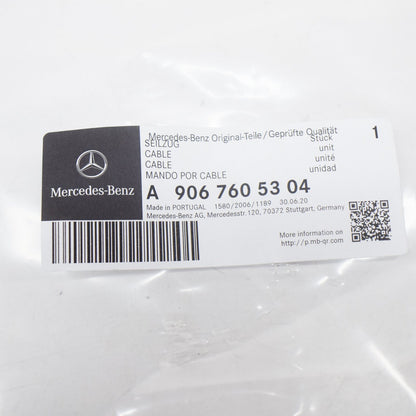 Mercedes-Benz Original-Teile/Geprüfte Qualität
SEILZUG Stück 1
CABLE unit
CABLE unité
MANDO POR CABLE unidad
Mercedes-Benz
A 906 760 53 04
Made in PORTUGAL 1580/2006/1189 30.06.20
Mercedes-Benz AG, Mercedesstr.120, 70372 Stuttgart, Germany
More information on
http://p.mb-qr.com